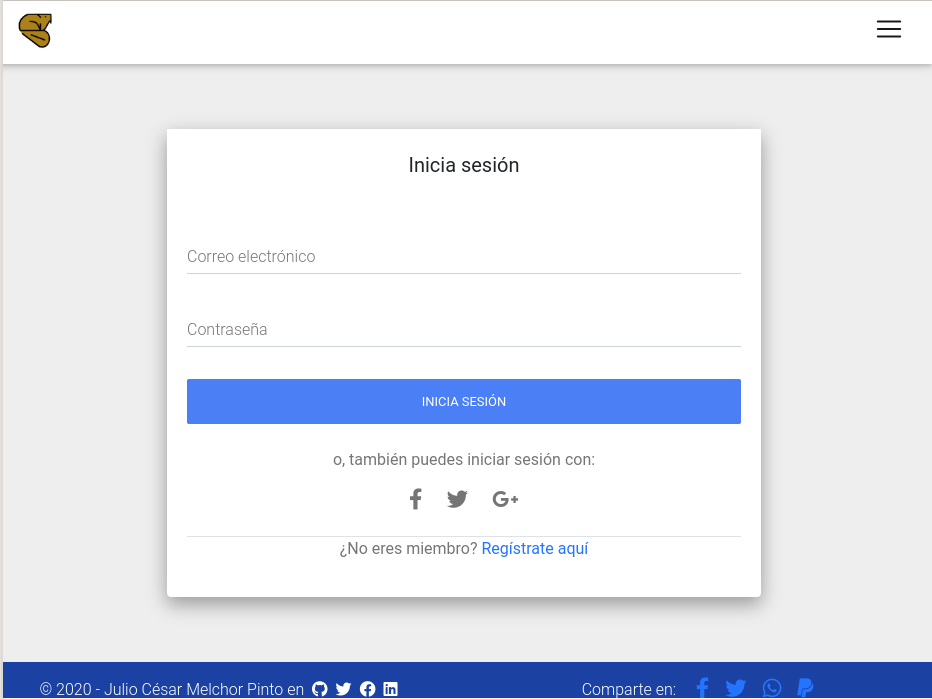 Inicia sesión
Correo electrónico
Contraseña
INICIA SESIÓN
o, también puedes iniciar sesión con:
¿No eres miembro? Regístrate aquí
© 2020 - Julio César Melchor Pinto en
Comparte en: